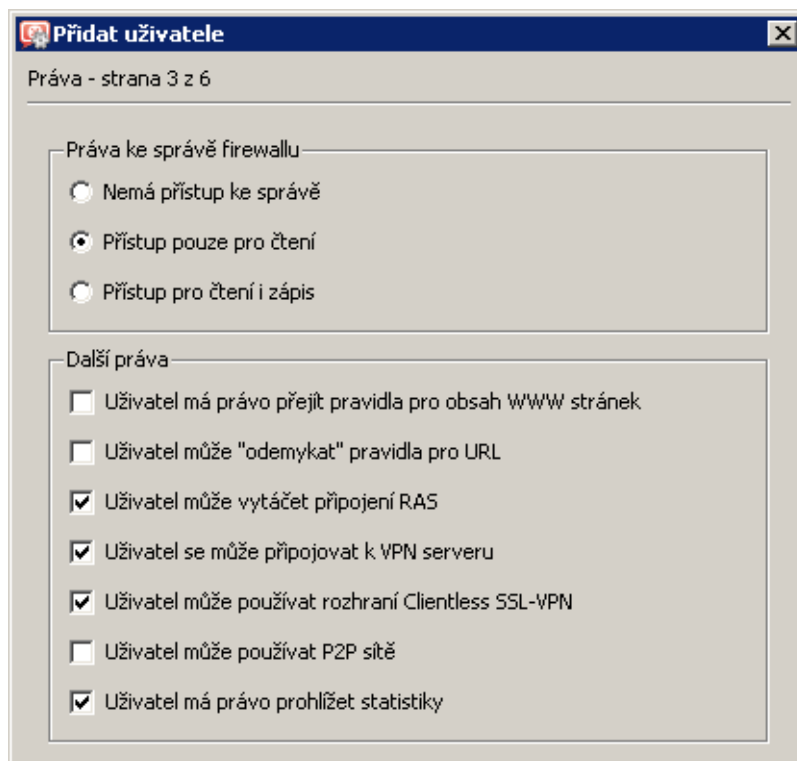 Přidat uživatele
Práva - strana 3 z 6
Práva ke správě firewallu
Nemá přístup ke správě
Přístup pouze pro čtení
Přístup pro čtení i zápis
Další práva
Uživatel má právo přejít pravidla pro obsah WWW stránek
Uživatel může "odemykat" pravidla pro URL
Uživatel může vytáčet připojení RAS
Uživatel se může připojovat k VPN serveru
Uživatel může používat rozhraní Clientless SSL-VPN
Uživatel může používat P2P sítě
Uživatel má právo prohlížet statistiky